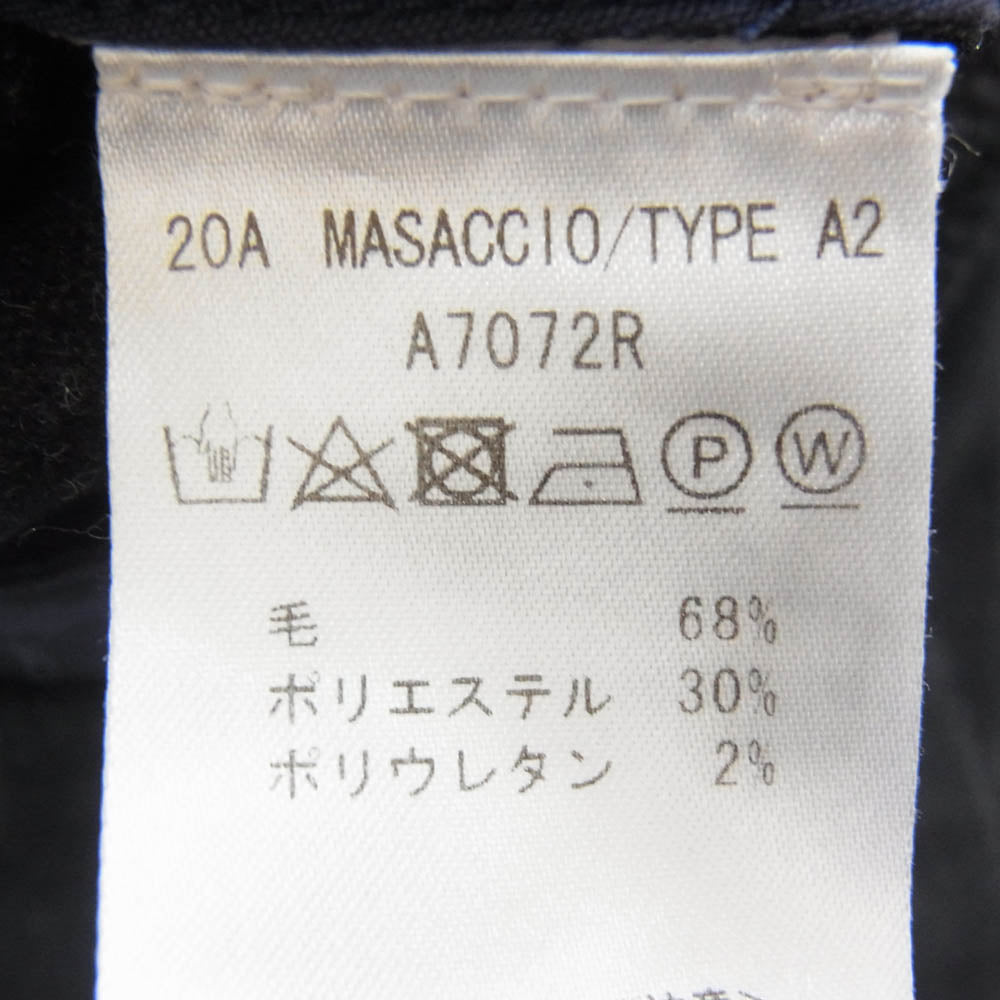 20A MASACCIO/TYPE A2
A7072R
P W
毛 68%
ポリエステル 30%
ポリウレタン 2%